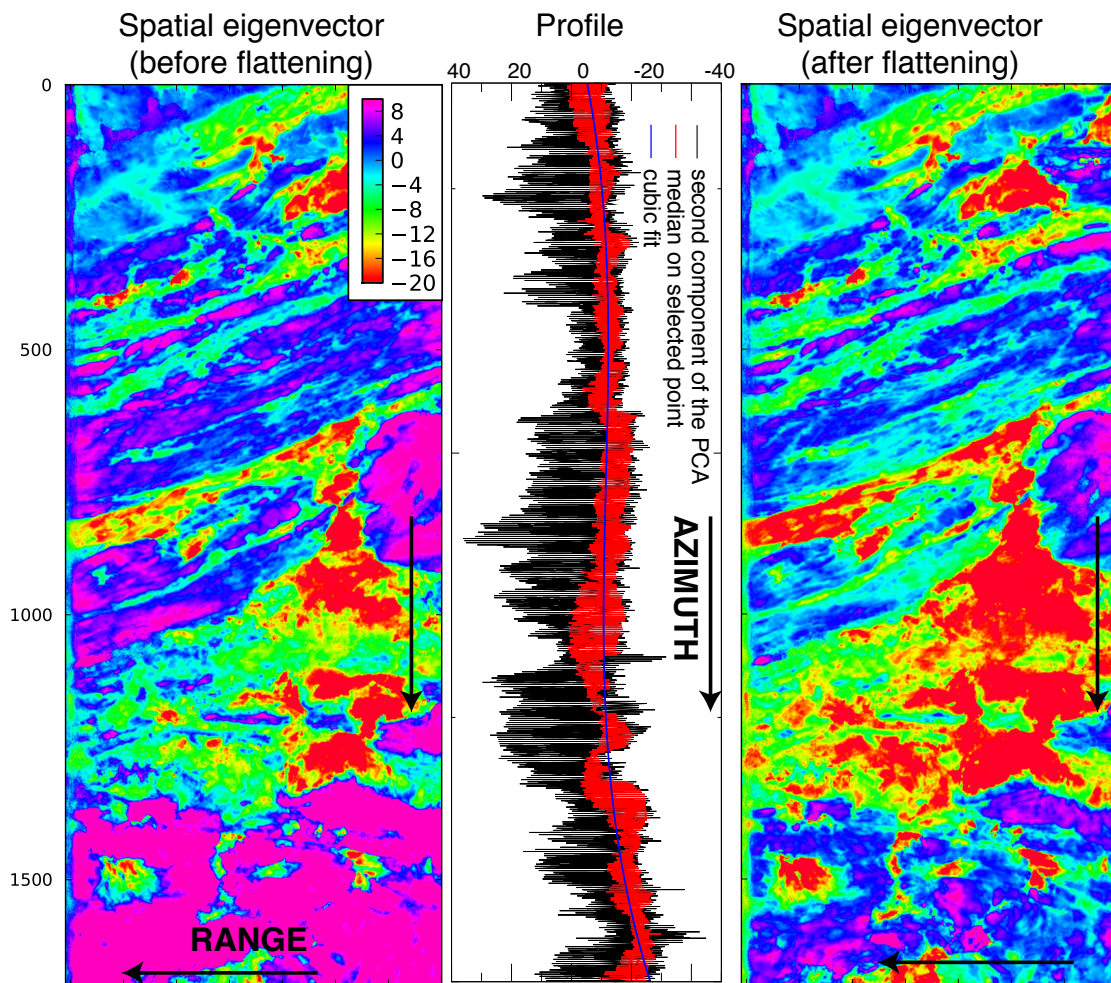 Spatial eigenvector
(before flattening)
Profile
Spatial eigenvector
(after flattening)
40 20 0 -20 -40
0
500
1000
1500
8
4
0
−4
−8
−12
−16
−20
second component of the PCA
median on selected point
cubic fit
AZIMUTH
RANGE